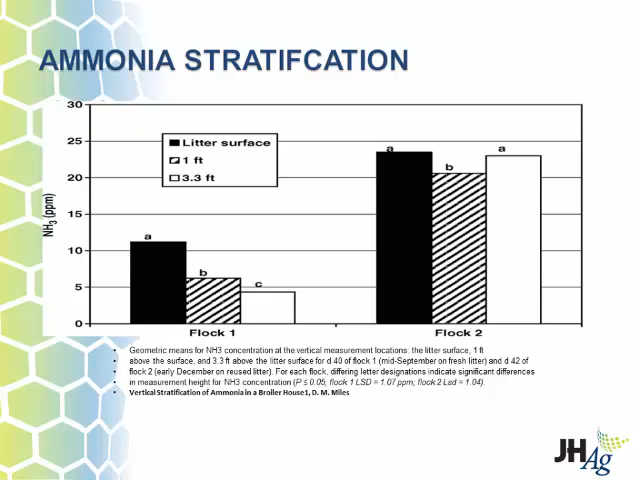 AMMONIA STRATIFCATION
30
25
20
15
10
5
0
NH3 (ppm)
Litter surface
1 ft
3.3 ft
a
b
c
a
b
a
Flock 1
Flock 2
• Geometric means for NH3 concentration at the vertical measurement locations: the litter surface, 1 ft
• above the surface, and 3.3 ft above the litter surface for d 40 of flock 1 (mid-September on fresh litter) and d 42 of
• flock 2 (early December on reused litter). For each flock, differing letter designations indicate significant differences
• in measurement height for NH3 concentration (P ≤ 0.05; flock 1 LSD = 1.07 ppm; flock 2 Lsd = 1.04).
• Vertical Stratification of Ammonia in a Broiler House1, D. M. Miles
JH Ag